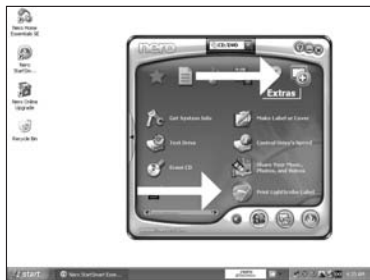 Nero Home
Essentials SE
Nero
StartSm...
Nero Online
Upgrade
Recycle Bin
nero
CD/DVD
Extras
Get System Info
Make Label or Cover
Test Drive
Control Drive's Speed
Erase CD
Share Your Music,
Photos, and Videos
Print LightScribe Label
start
Nero StartSmart Esse...